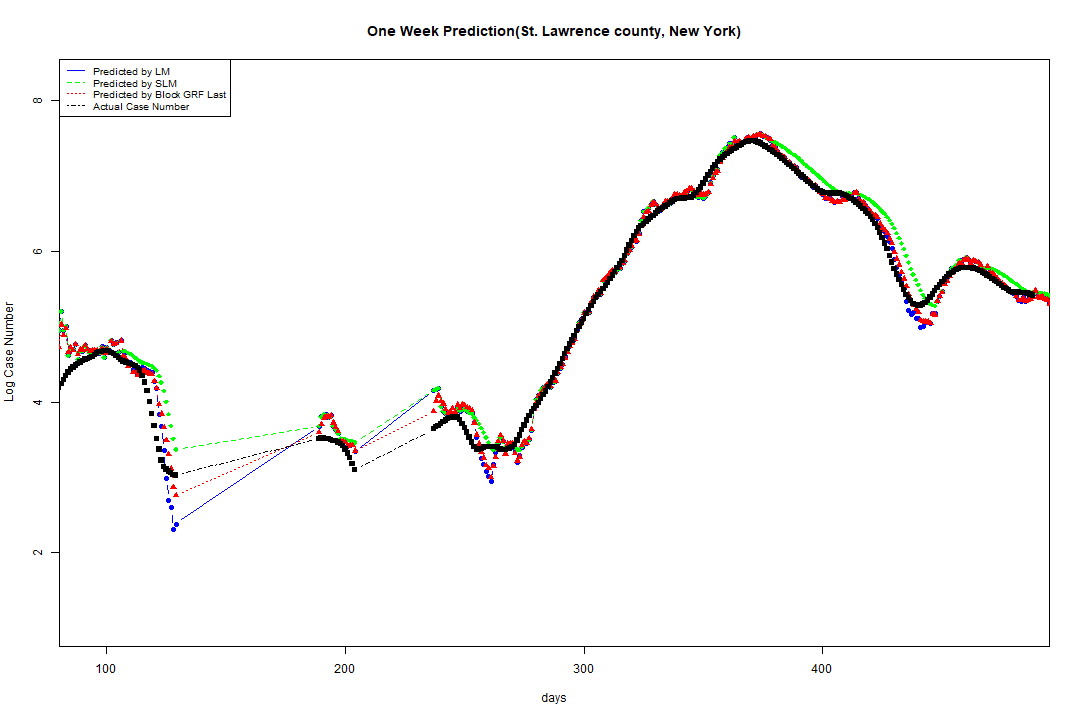 One Week Prediction(St. Lawrence county, New York)
Predicted by LM
Predicted by SLM
Predicted by Block GRF Last
Actual Case Number
8
6
4
2
Log Case Number
100 200 300 400
days